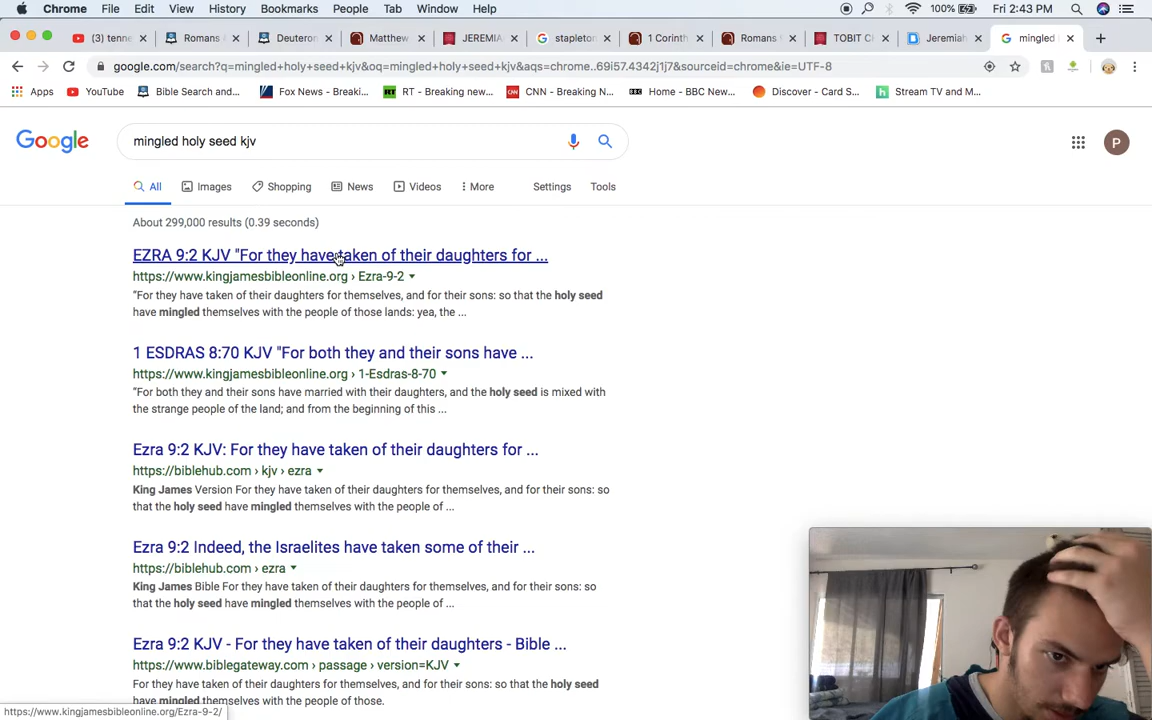 Chrome File Edit View History Bookmarks People Tab Window Help 100% Fri 2:43 PM
(3) tenne Romans Deuteron Matthew JEREMIA stapleton 1 Corinth Romans TOBIT C Jeremiah mingled
google.com/search?q=mingled+holy+seed+kjv&oq=mingled+holy+seed+kjv&aqs=chrome..69i57.4342j1j7&sourceid=chrome&ie=UTF-8
Apps YouTube Bible Search and... Fox News - Breaki... RT - Breaking new... CNN - Breaking N... Home - BBC New... Discover - Card S... Stream TV and M...
Google mingled holy seed kjv P
All Images Shopping News Videos More Settings Tools
About 299,000 results (0.39 seconds)
EZRA 9:2 KJV "For they have taken of their daughters for ...
https://www.kingjamesbibleonline.org › Ezra-9-2
“For they have taken of their daughters for themselves, and for their sons: so that the holy seed
have mingled themselves with the people of those lands: yea, the ...
1 ESDRAS 8:70 KJV "For both they and their sons have ...
https://www.kingjamesbibleonline.org › 1-Esdras-8-70
“For both they and their sons have married with their daughters, and the holy seed is mixed with
the strange people of the land; and from the beginning of this ...
Ezra 9:2 KJV: For they have taken of their daughters for ...
https://biblehub.com › kjv › ezra
King James Version For they have taken of their daughters for themselves, and for their sons: so
that the holy seed have mingled themselves with the people of ...
Ezra 9:2 Indeed, the Israelites have taken some of their ...
https://biblehub.com › ezra
King James Bible For they have taken of their daughters for themselves, and for their sons: so
that the holy seed have mingled themselves with the people of ...
Ezra 9:2 KJV - For they have taken of their daughters - Bible ...
https://www.biblegateway.com › passage › version=KJV
For they have taken of their daughters for themselves, and for their sons: so that the holy seed
have mingled themselves with the people of those.
https://www.kingjamesbibleonline.org/Ezra-9-2/